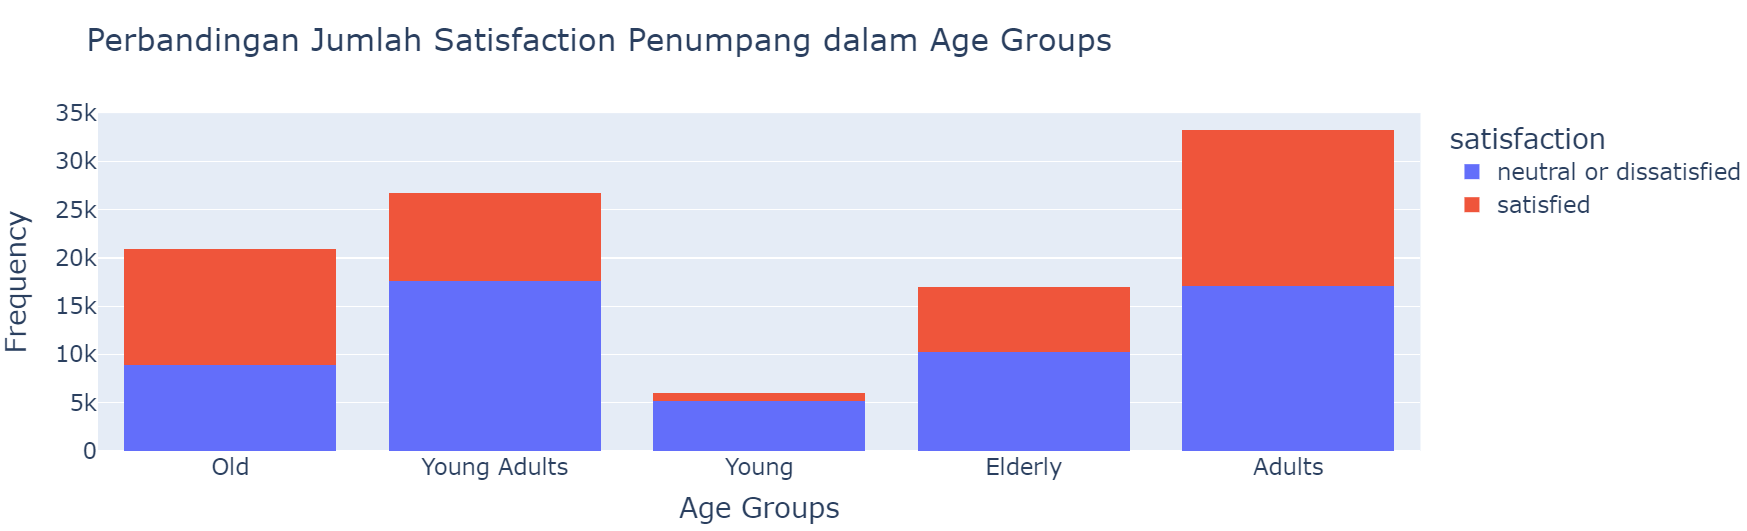 Perbandingan Jumlah Satisfaction Penumpang dalam Age Groups
35k
30k
25k
20k
15k
10k
5k
0
Frequency
Old
Young Adults
Young
Elderly
Adults
Age Groups
satisfaction
neutral or dissatisfied
satisfied